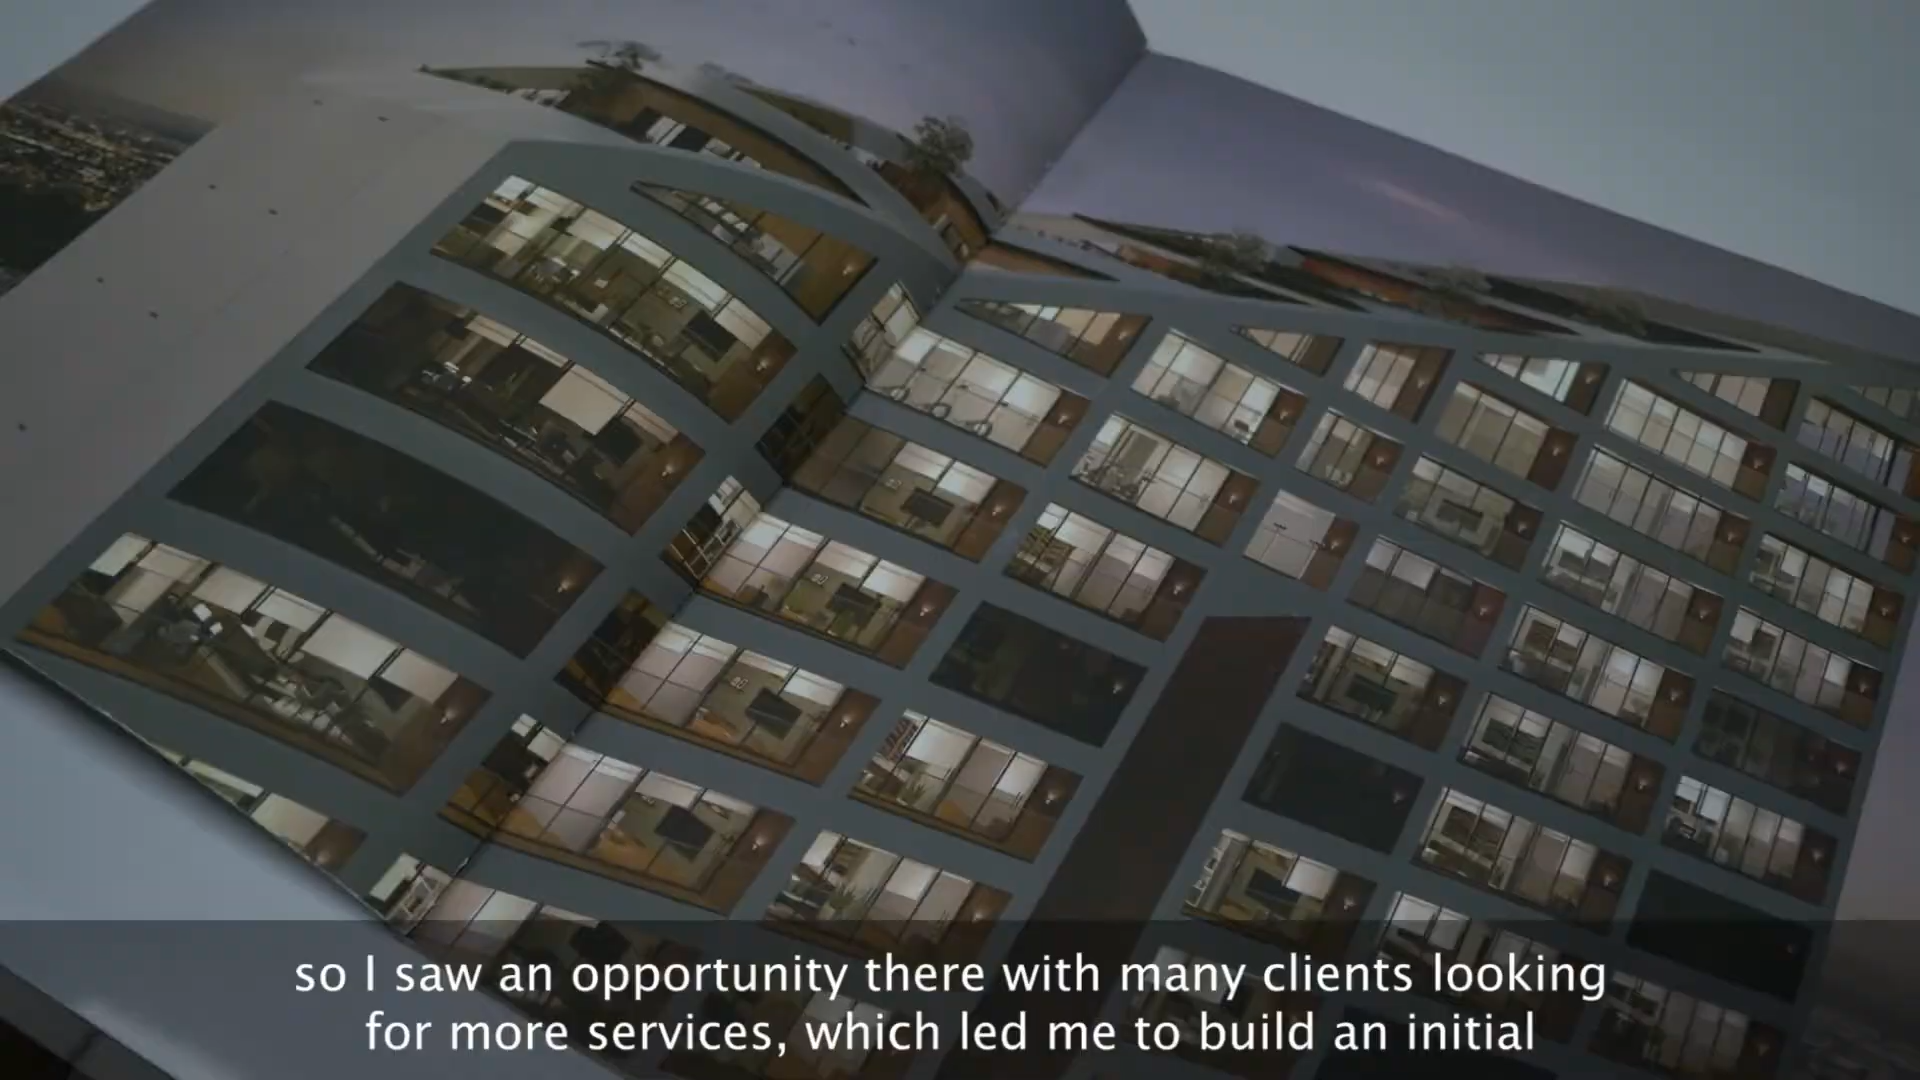 so I saw an opportunity there with many clients looking
for more services, which led me to build an initial